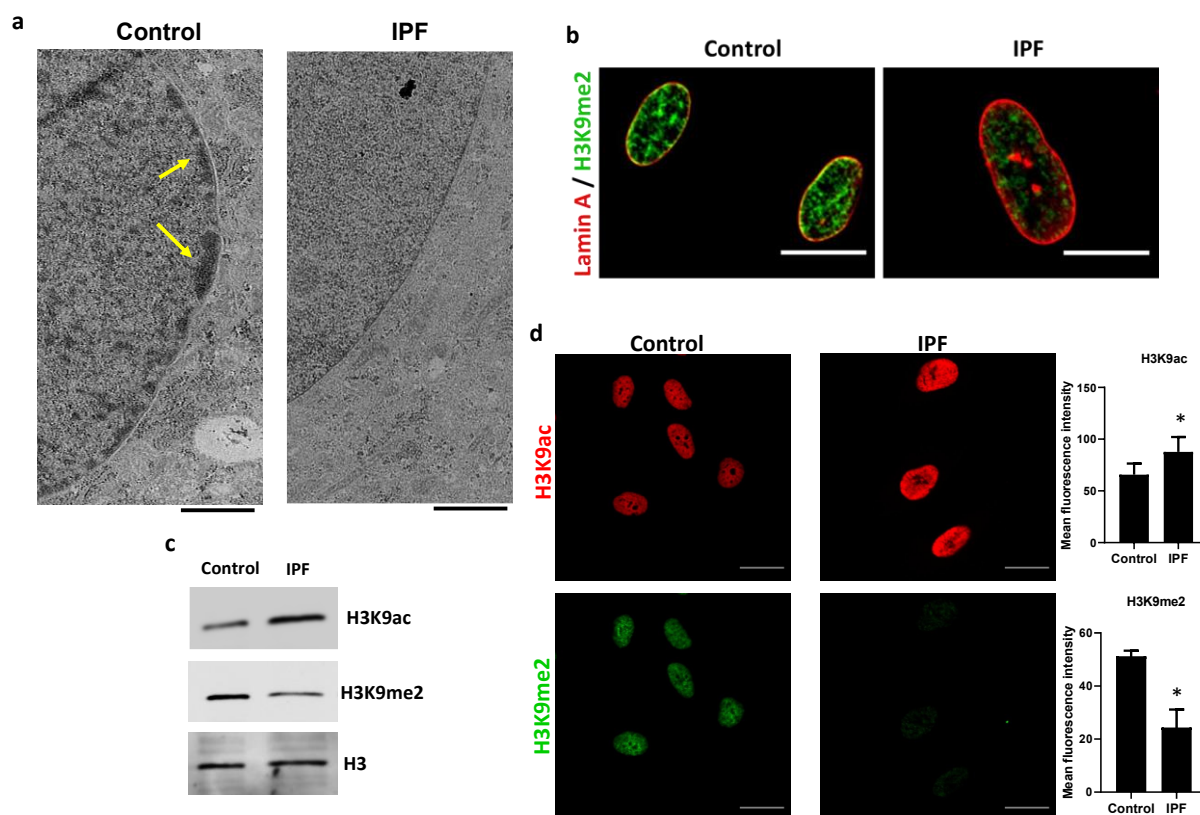 a
Control
IPF
b
Control
IPF
Lamin A / H3K9me2
c
Control
IPF
H3K9ac
H3K9me2
H3
d
Control
IPF
H3K9ac
H3K9me2
H3K9ac
Mean fluorescence intensity
150
100
50
0
*
Control
IPF
H3K9me2
Mean fluorescence intensity
60
40
20
0
*
Control
IPF